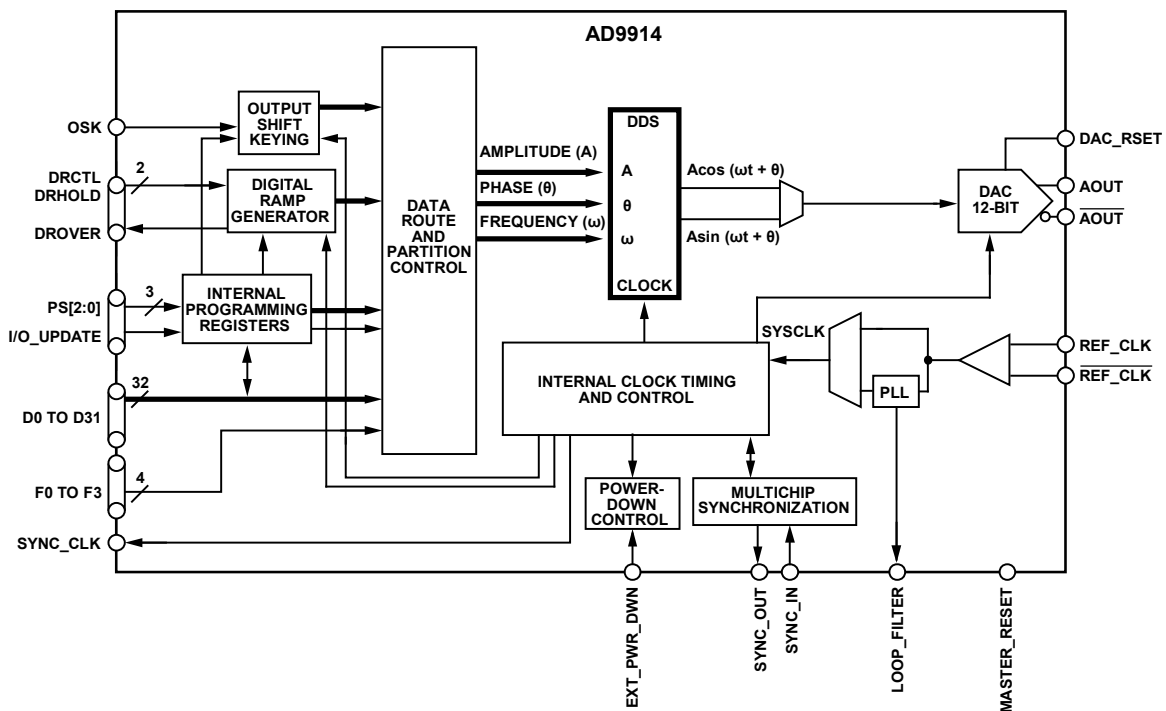 AD9914
OSK
OUTPUT
SHIFT
KEYING
DRCTL
DRHOLD
2
DROVER
DIGITAL
RAMP
GENERATOR
PS[2:0]
3
I/O_UPDATE
INTERNAL
PROGRAMMING
REGISTERS
D0 TO D31
32
F0 TO F3
4
SYNC_CLK
DATA
ROUTE
AND
PARTITION
CONTROL
AMPLITUDE (A)
PHASE (θ)
FREQUENCY (ω)
DDS
A
θ
ω
CLOCK
Acos (ωt + θ)
Asin (ωt + θ)
DAC
12-BIT
DAC_RSET
AOUT
A̅O̅U̅T̅
SYSCLK
PLL
REF_CLK
R̅E̅F̅_̅C̅L̅K̅
INTERNAL CLOCK TIMING
AND CONTROL
POWER-
DOWN
CONTROL
MULTICHIP
SYNCHRONIZATION
EXT_PWR_DWN
SYNC_OUT
SYNC_IN
LOOP_FILTER
MASTER_RESET